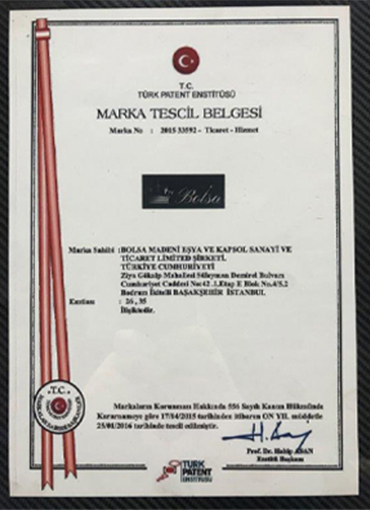 T.C.
TÜRK PATENT ENSTİTÜSÜ
MARKA TESCİL BELGESİ
Marka No : 2015 33592 - Ticaret - Hizmet
Bolsa
Marka Sahibi : BOLSA MADENİ EŞYA VE KAPSOL SANAYİ VE
TİCARET LİMTED ŞİRKETİ.
TÜRKİYE CUMHURİYETİ
Ziya Gökalp Mahallesi Süleyman Demirel Bulvarı
Cumhuriyet Caddesi No:42 .1.Etap E Blok No.4/5.2
Bodrum İkitelli BAŞAKŞEHİR İSTANBUL
: 26, 35
İlişiktedir.
.T.C.
Markaların Korunması Hakkında 556 Sayılı Kanun Hükmünde
Kararnameye göre 17/04/2015 tarihinden itibaren ON YIL müddetle
25/01/2016 tarihinde tescil edilmiştir.
Prof. Dr. Habip ASAN
Enstitü Başkanı
TÜRK
PATENT
ENSTİTÜSÜ